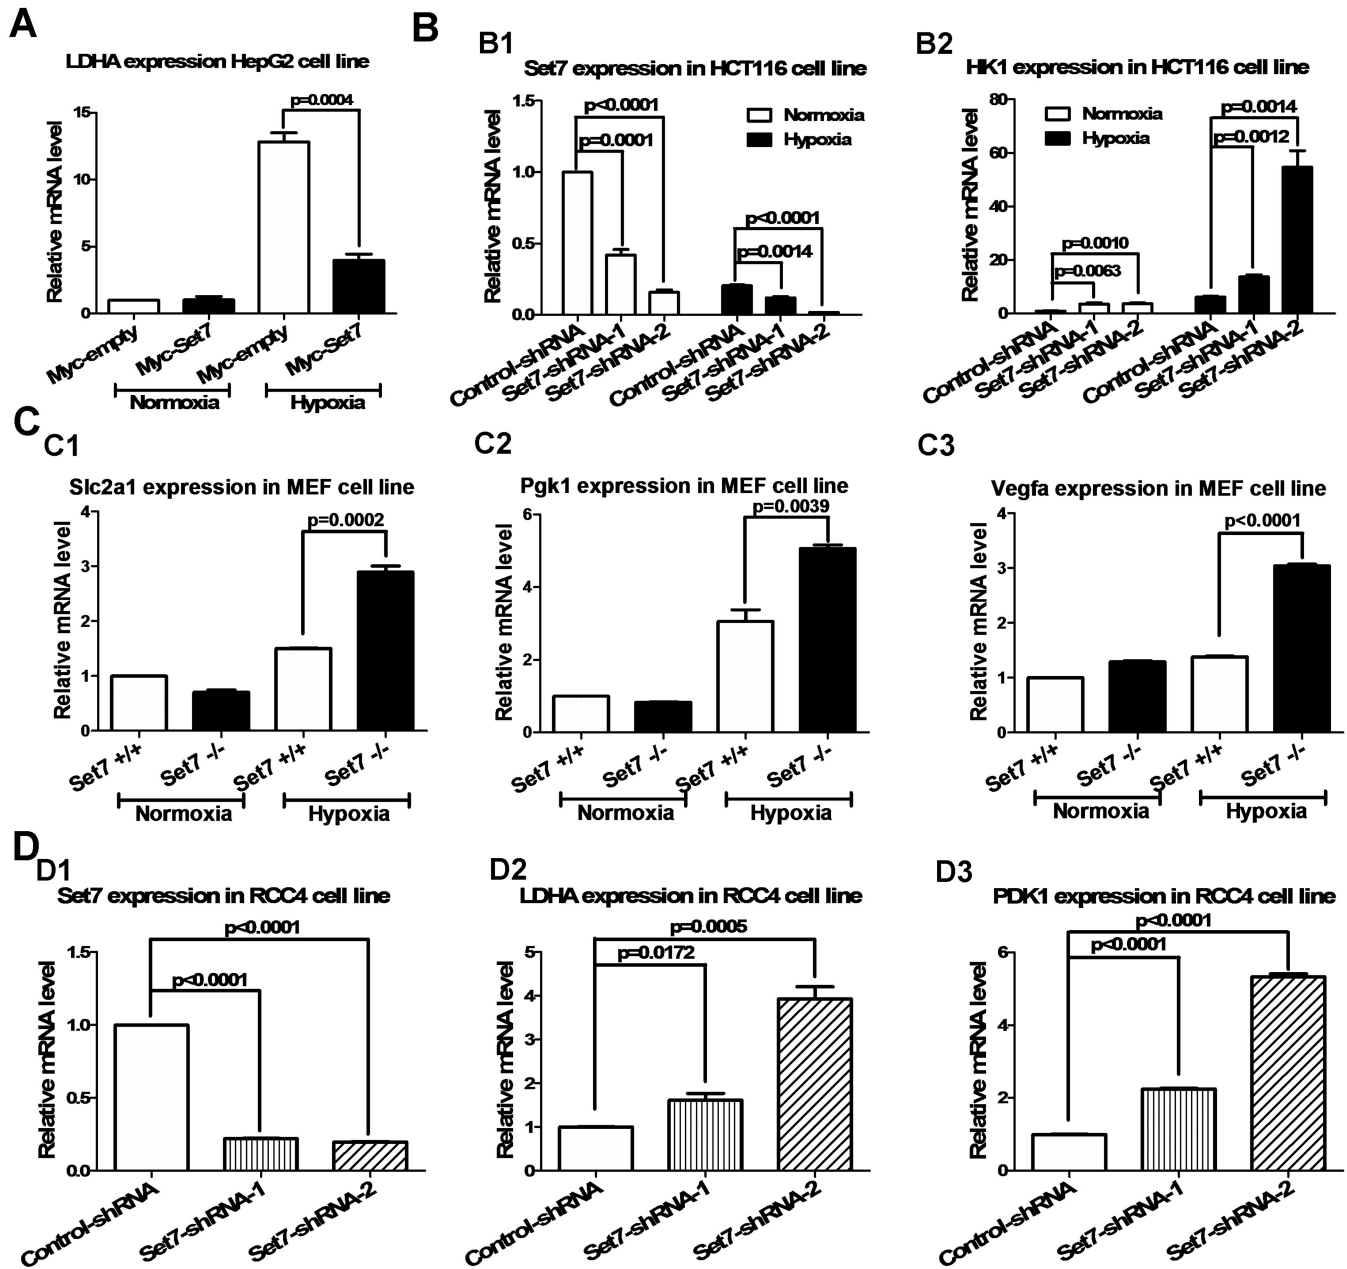 A
LDHA expression HepG2 cell line
p=0.0004
Relative mRNA level
15
10
5
0
Myc-empty
Myc-Set7
Myc-empty
Myc-Set7
Normoxia
Hypoxia
B
B1
Set7 expression in HCT116 cell line
p<0.0001
p=0.0001
p<0.0001
p=0.0014
Normoxia
Hypoxia
Relative mRNA level
1.5
1.0
0.5
0.0
Control-shRNA
Set7-shRNA-1
Set7-shRNA-2
Control-shRNA
Set7-shRNA-1
Set7-shRNA-2
B2
HK1 expression in HCT116 cell line
Normoxia
Hypoxia
p=0.0014
p=0.0012
p=0.0010
p=0.0063
Relative mRNA level
80
60
40
20
0
Control-shRNA
Set7-shRNA-1
Set7-shRNA-2
Control-shRNA
Set7-shRNA-1
Set7-shRNA-2
C
C1
Slc2a1 expression in MEF cell line
p=0.0002
Relative mRNA level
4
3
2
1
0
Set7 +/+
Set7 -/-
Set7 +/+
Set7 -/-
Normoxia
Hypoxia
C2
Pgk1 expression in MEF cell line
p=0.0039
Relative mRNA level
6
4
2
0
Set7 +/+
Set7 -/-
Set7 +/+
Set7 -/-
Normoxia
Hypoxia
C3
Vegfa expression in MEF cell line
p<0.0001
Relative mRNA level
4
3
2
1
0
Set7 +/+
Set7 -/-
Set7 +/+
Set7 -/-
Normoxia
Hypoxia
D
D1
Set7 expression in RCC4 cell line
p<0.0001
p<0.0001
Relative mRNA level
1.5
1.0
0.5
0.0
Control-shRNA
Set7-shRNA-1
Set7-shRNA-2
D2
LDHA expression in RCC4 cell line
p=0.0005
p=0.0172
Relative mRNA level
5
4
3
2
1
0
Control-shRNA
Set7-shRNA-1
Set7-shRNA-2
D3
PDK1 expression in RCC4 cell line
p<0.0001
p<0.0001
Relative mRNA level
6
4
2
0
Control-shRNA
Set7-shRNA-1
Set7-shRNA-2